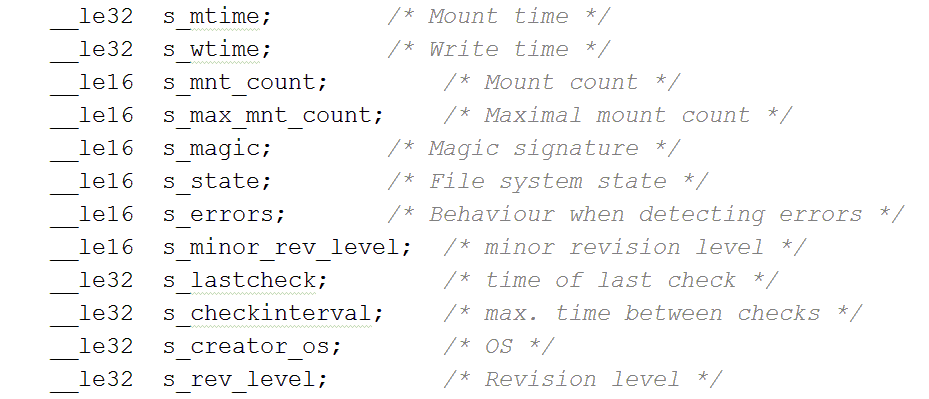 __le32  s_mtime;        /* Mount time */
__le32  s_wtime;        /* Write time */
__le16  s_mnt_count;        /* Mount count */
__le16  s_max_mnt_count;    /* Maximal mount count */
__le16  s_magic;        /* Magic signature */
__le16  s_state;        /* File system state */
__le16  s_errors;       /* Behaviour when detecting errors */
__le16  s_minor_rev_level;  /* minor revision level */
__le32  s_lastcheck;        /* time of last check */
__le32  s_checkinterval;    /* max. time between checks */
__le32  s_creator_os;       /* OS */
__le32  s_rev_level;        /* Revision level */